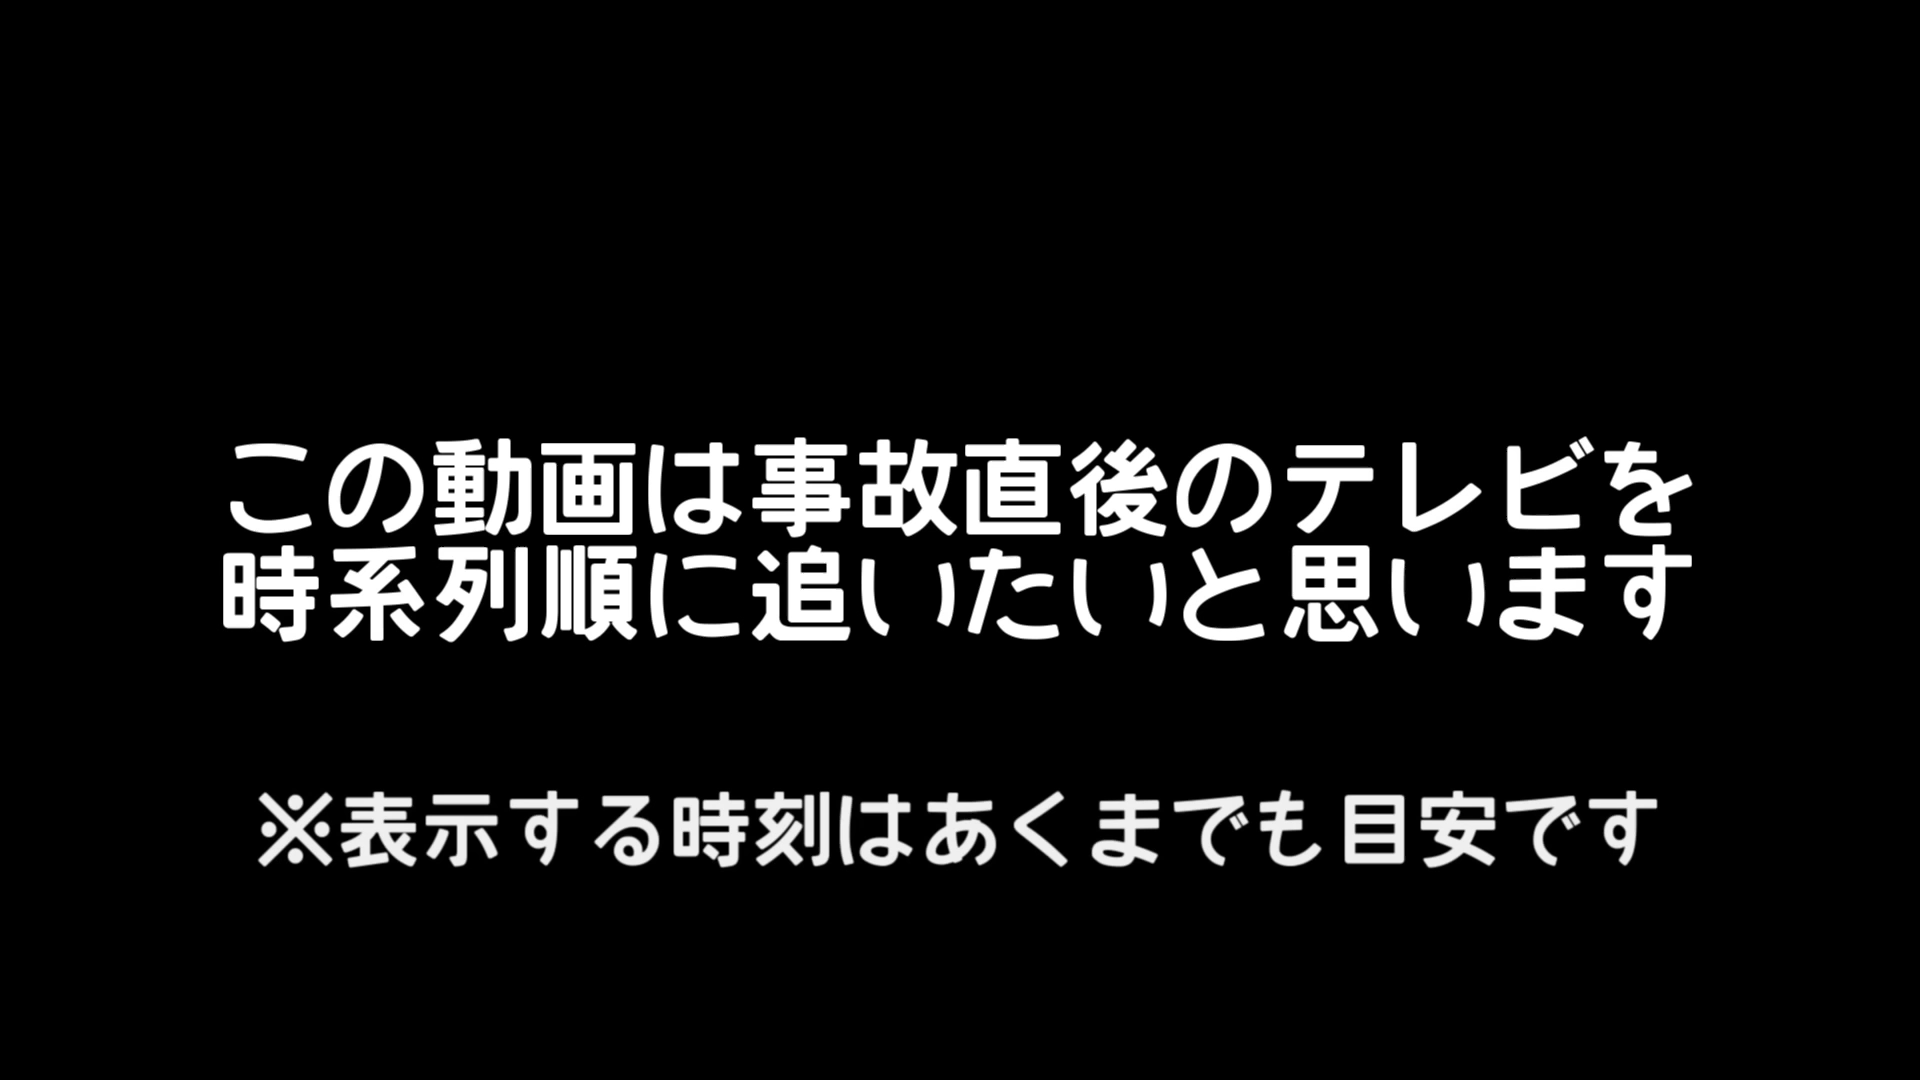 この動画は事故直後のテレビを
時系列順に追いたいと思います
※表示する時刻はあくまでも目安です